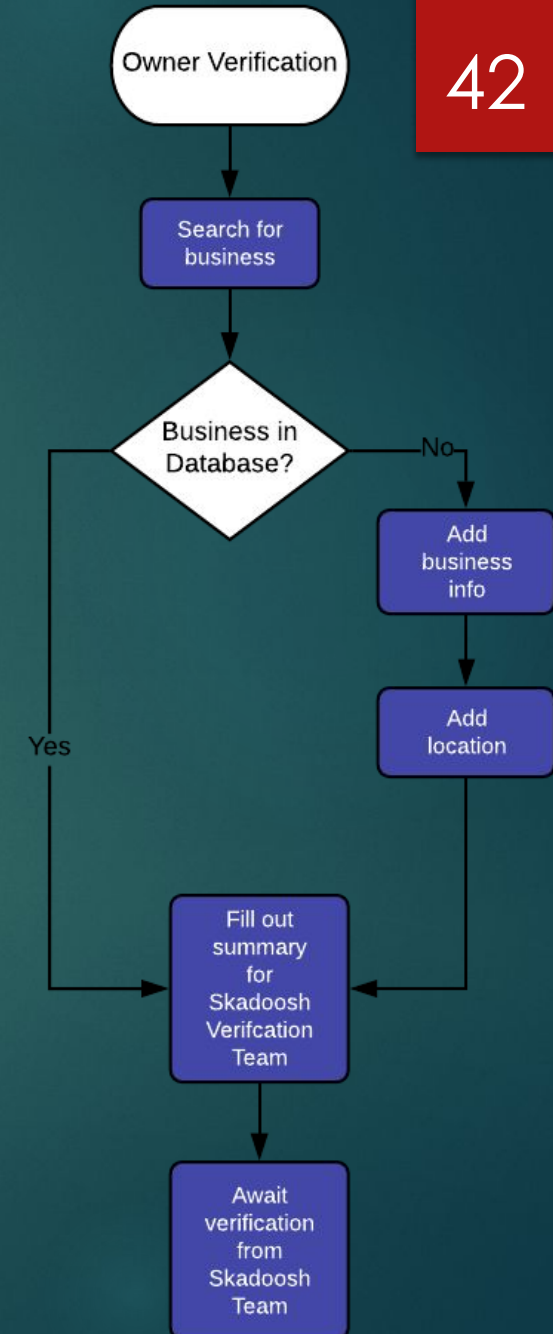 Owner Verification
42
Search for
business
Business in
Database?
No
Add
business
info
Add
location
Yes
Fill out
summary
for
Skadoosh
Verifcation
Team
Await
verification
from
Skadoosh
Team